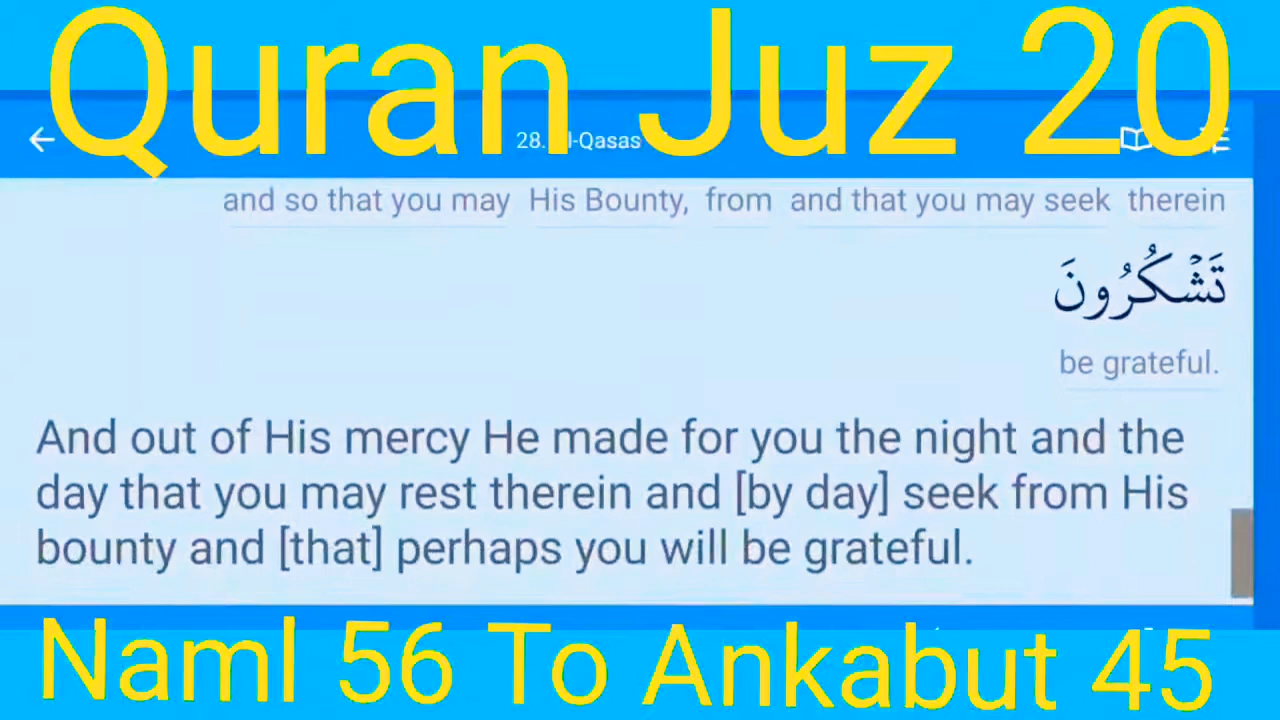 Quran Juz 20
28. l-Qasas
and so that you may His Bounty, from and that you may seek therein
تَشْكُرُونَ
be grateful.
And out of His mercy He made for you the night and the
day that you may rest therein and [by day] seek from His
bounty and [that] perhaps you will be grateful.
Naml 56 To Ankabut 45